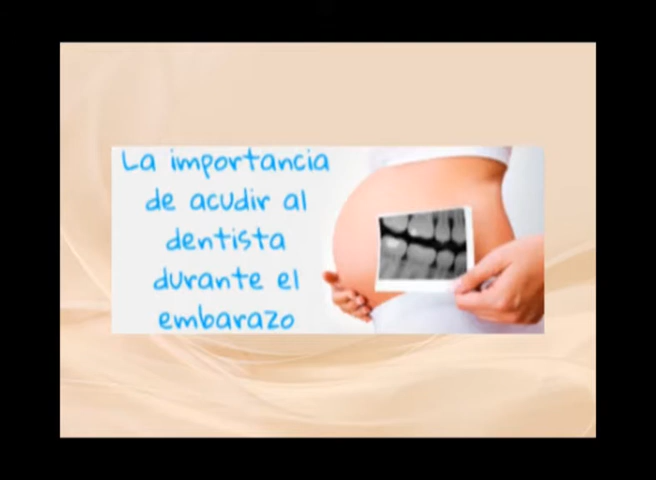 La importancia
de acudir al
dentista
durante el
embarazo